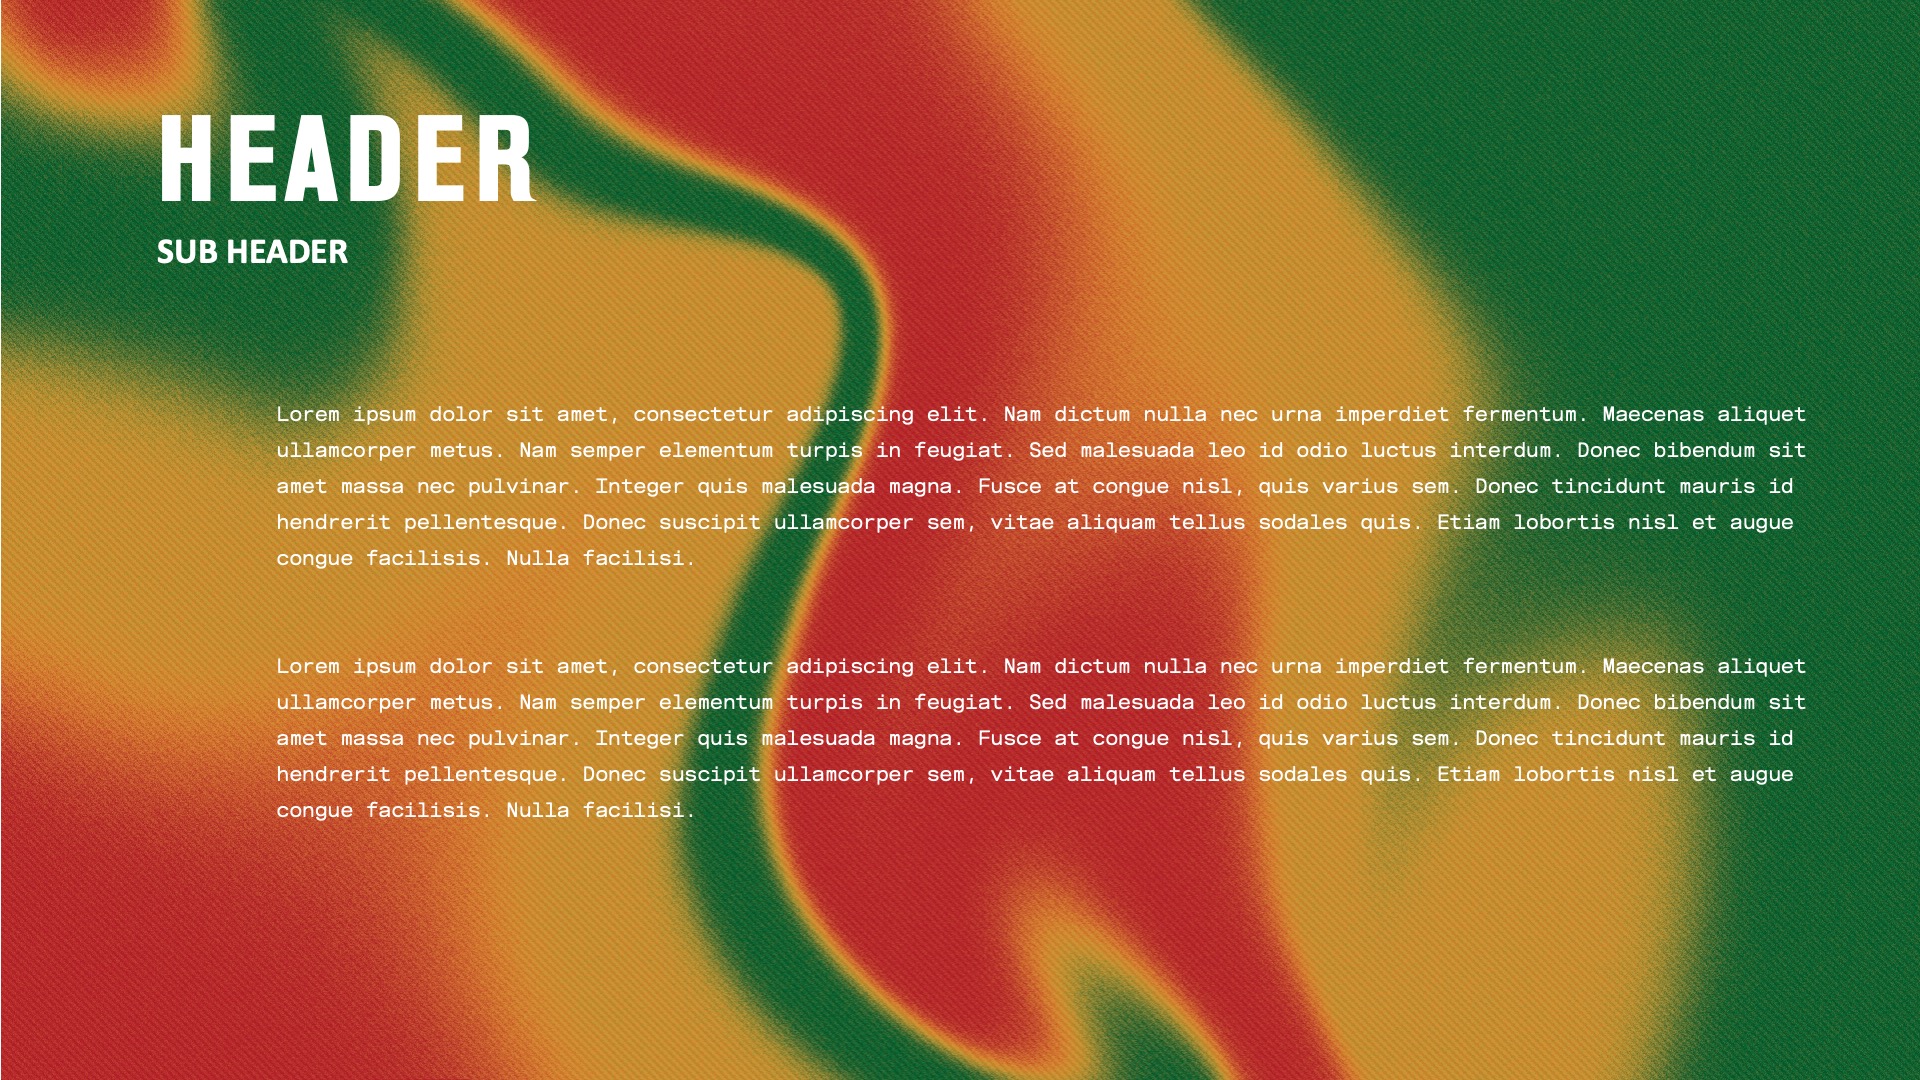 HEADER
SUB HEADER
Lorem ipsum dolor sit amet, consectetur adipiscing elit. Nam dictum nulla nec urna imperdiet fermentum. Maecenas aliquet
ullamcorper metus. Nam semper elementum turpis in feugiat. Sed malesuada leo id odio luctus interdum. Donec bibendum sit
amet massa nec pulvinar. Integer quis malesuada magna. Fusce at congue nisl, quis varius sem. Donec tincidunt mauris id
hendrerit pellentesque. Donec suscipit ullamcorper sem, vitae aliquam tellus sodales quis. Etiam lobortis nisl et augue
congue facilisis. Nulla facilisi.
Lorem ipsum dolor sit amet, consectetur adipiscing elit. Nam dictum nulla nec urna imperdiet fermentum. Maecenas aliquet
ullamcorper metus. Nam semper elementum turpis in feugiat. Sed malesuada leo id odio luctus interdum. Donec bibendum sit
amet massa nec pulvinar. Integer quis malesuada magna. Fusce at congue nisl, quis varius sem. Donec tincidunt mauris id
hendrerit pellentesque. Donec suscipit ullamcorper sem, vitae aliquam tellus sodales quis. Etiam lobortis nisl et augue
congue facilisis. Nulla facilisi.